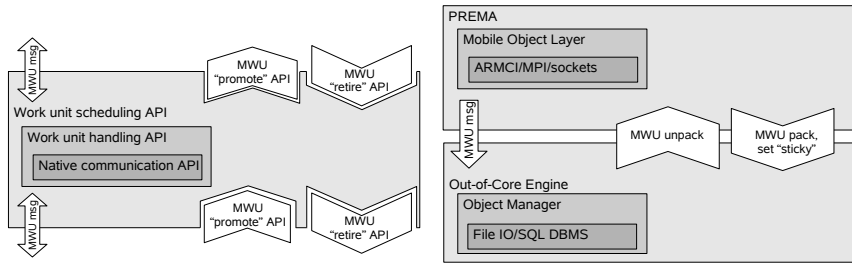 MWU msg
MWU
“promote” API
MWU
“retire” API
Work unit scheduling API
Work unit handling API
Native communication API
MWU msg
MWU
“promote” API
MWU
“retire” API
PREMA
Mobile Object Layer
ARMCI/MPI/sockets
MWU msg
MWU unpack
MWU pack,
set “sticky”
Out-of-Core Engine
Object Manager
File IO/SQL DBMS